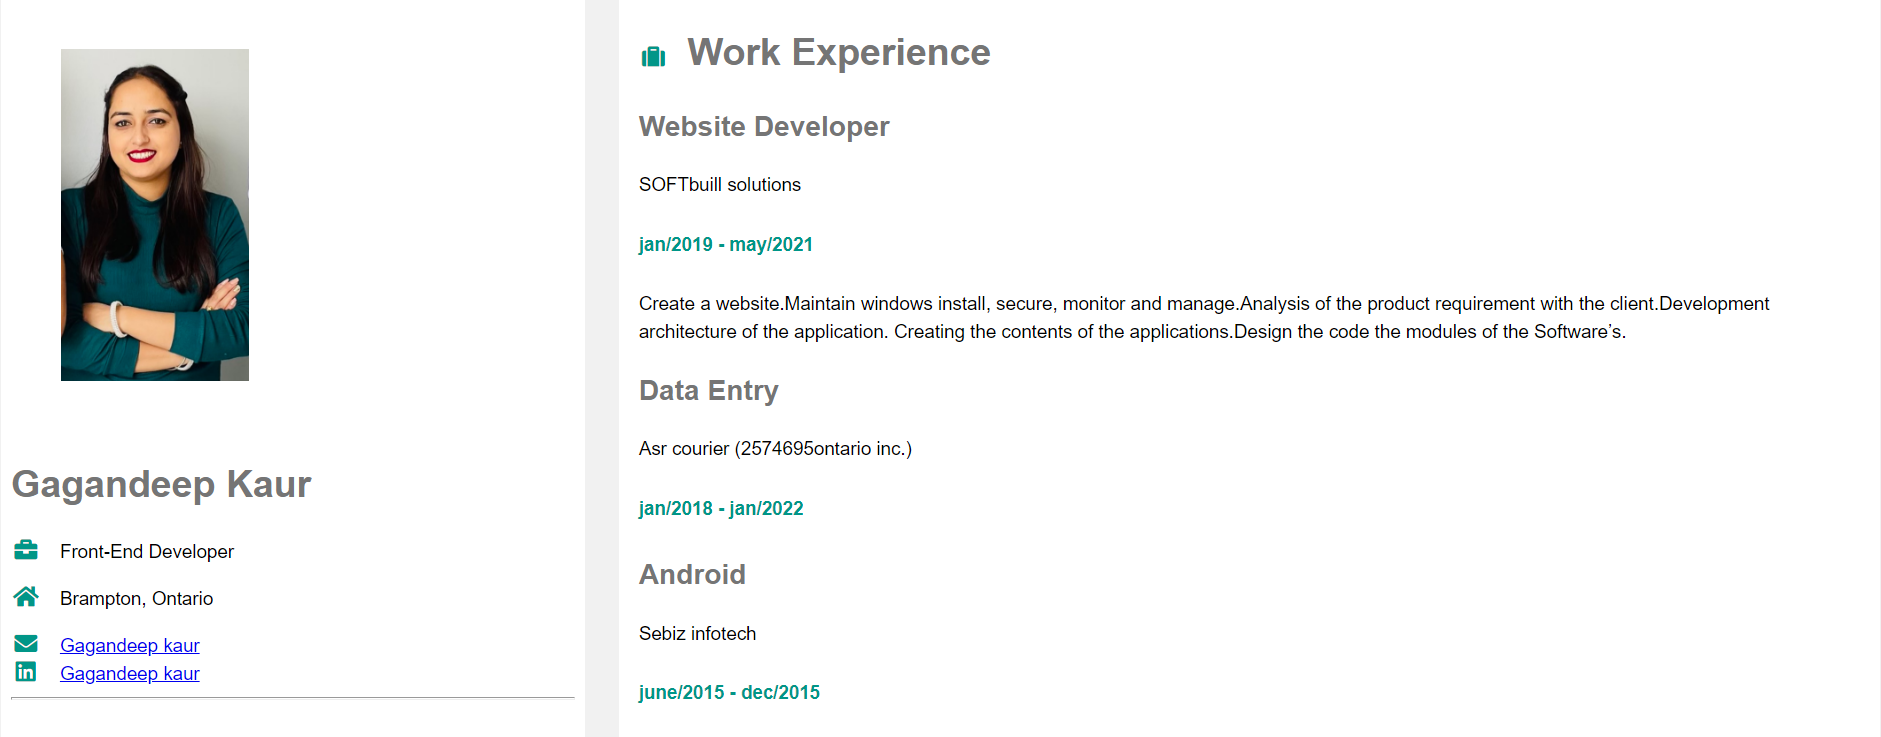 Gagandeep Kaur
Front-End Developer
Brampton, Ontario
Gagandeep kaur
Gagandeep kaur
Work Experience
Website Developer
SOFTbuill solutions
jan/2019 - may/2021
Create a website.Maintain windows install, secure, monitor and manage.Analysis of the product requirement with the client.Development
architecture of the application. Creating the contents of the applications.Design the code the modules of the Software’s.
Data Entry
Asr courier (2574695ontario inc.)
jan/2018 - jan/2022
Android
Sebiz infotech
june/2015 - dec/2015